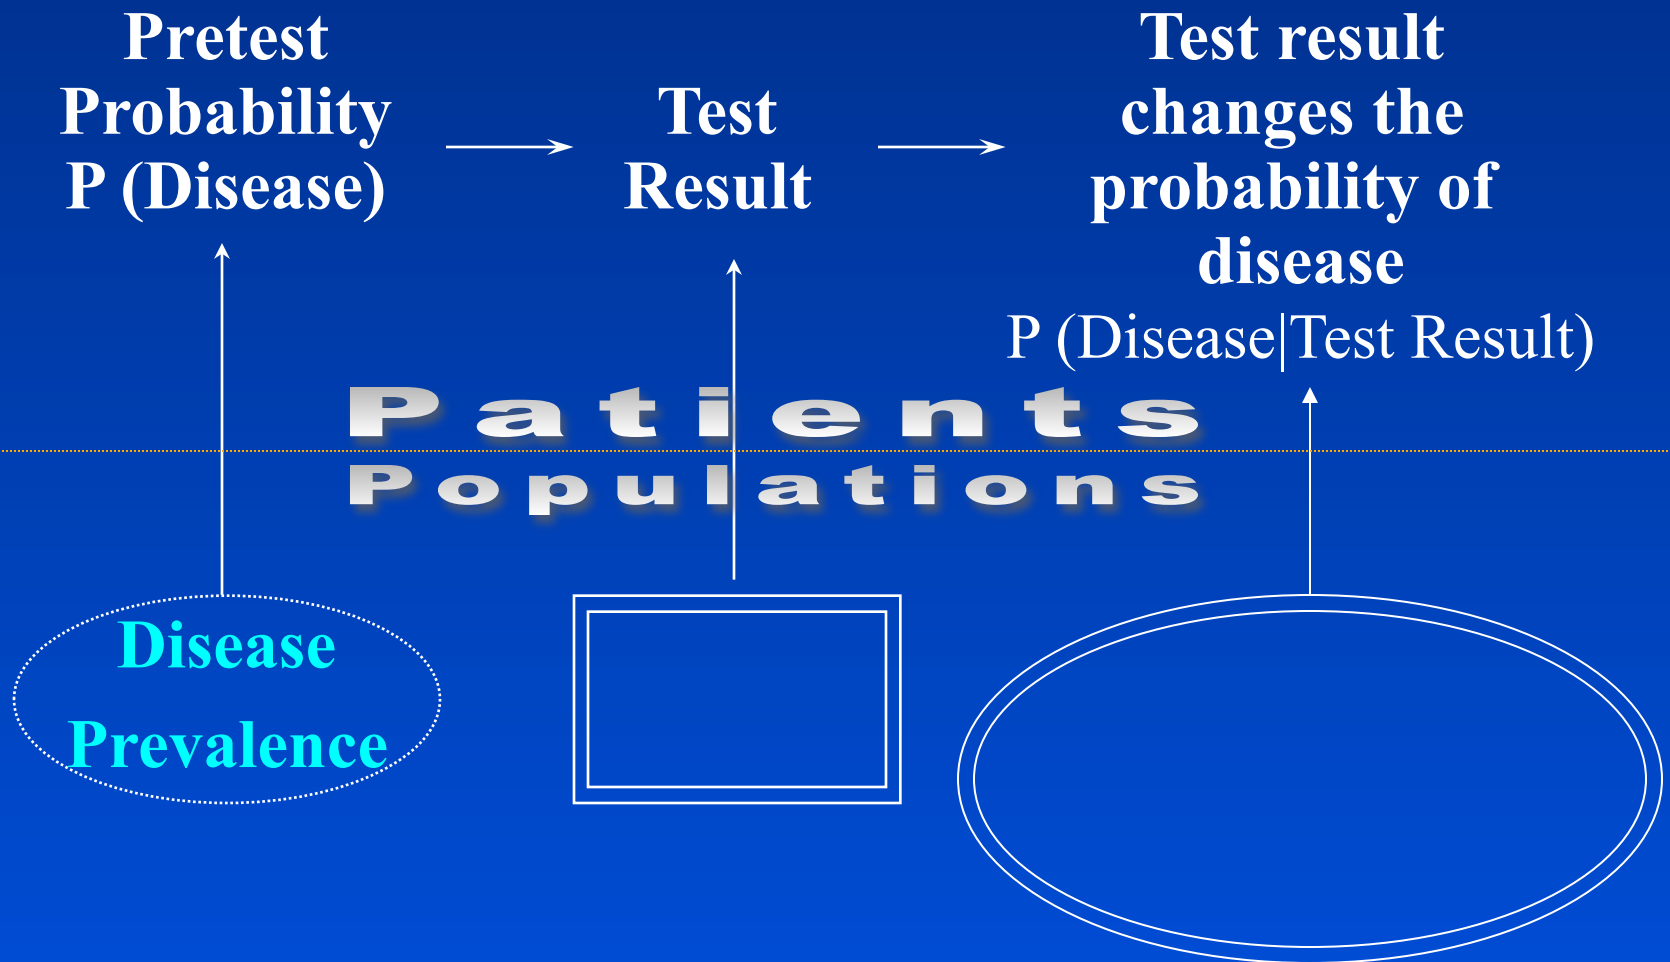 Pretest
Probability
P (Disease)
Test
Result
Test result
changes the
probability of
disease
P (Disease|Test Result)
Patients
Populations
Disease
Prevalence